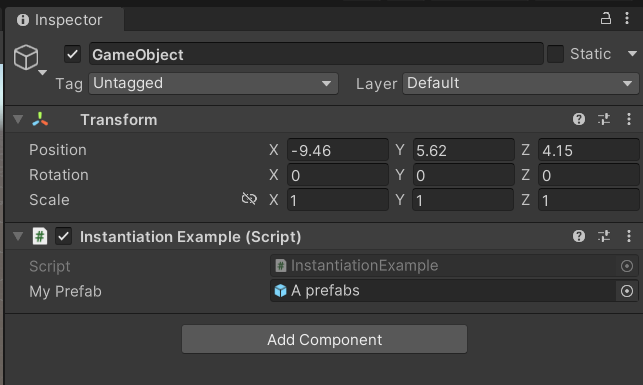 Inspector
GameObject Static
Tag Untagged Layer Default
Transform
Position X -9.46 Y 5.62 Z 4.15
Rotation X 0 Y 0 Z 0
Scale X 1 Y 1 Z 1
# Instantiation Example (Script)
Script # InstantiationExample
My Prefab A prefabs
Add Component